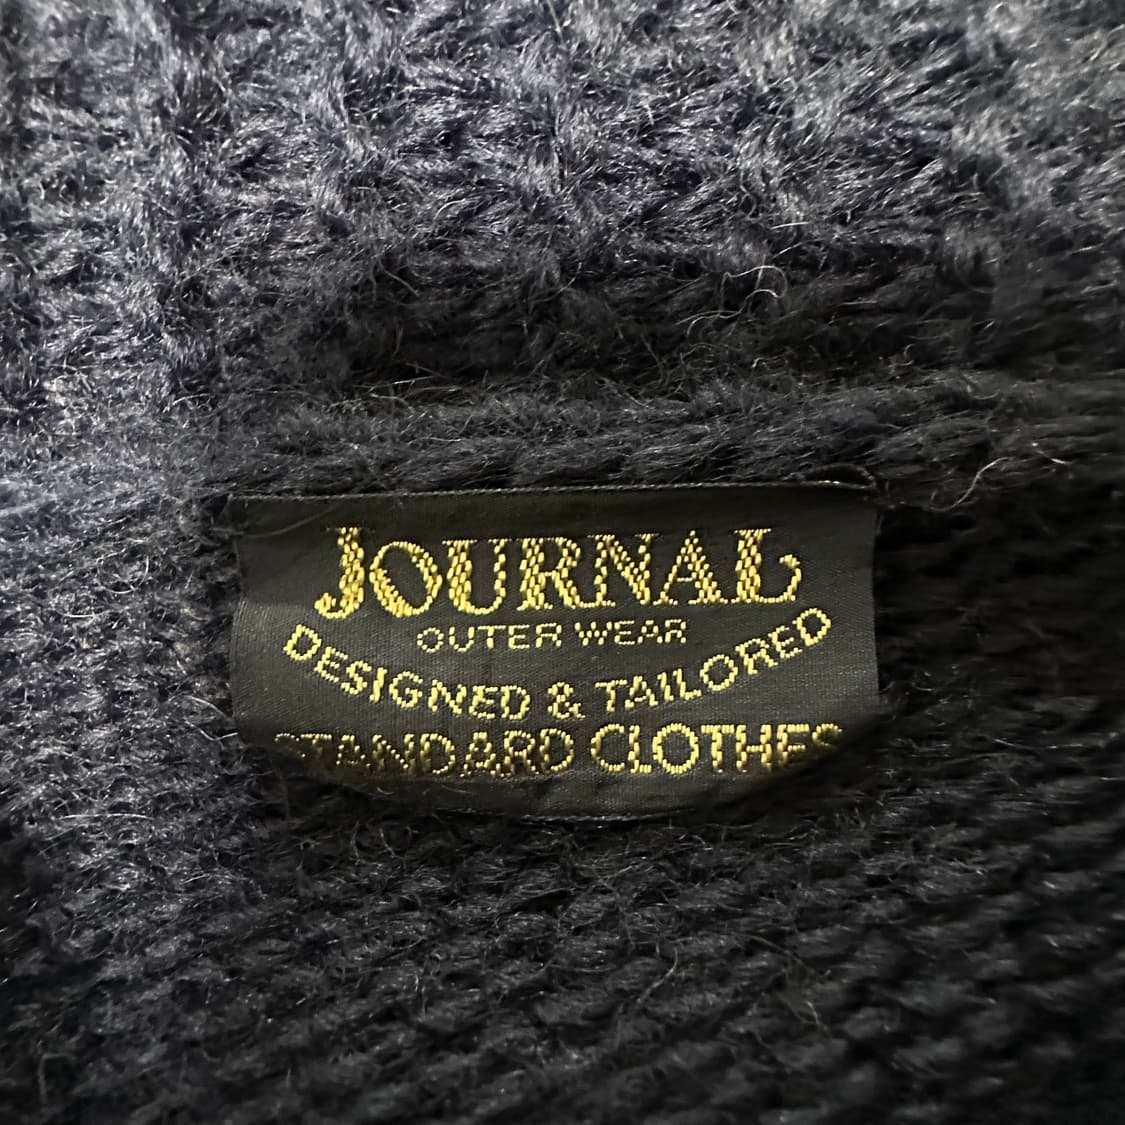 JOURNAL
OUTER WEAR
DESIGNED & TAILORED
STANDARD CLOTHES